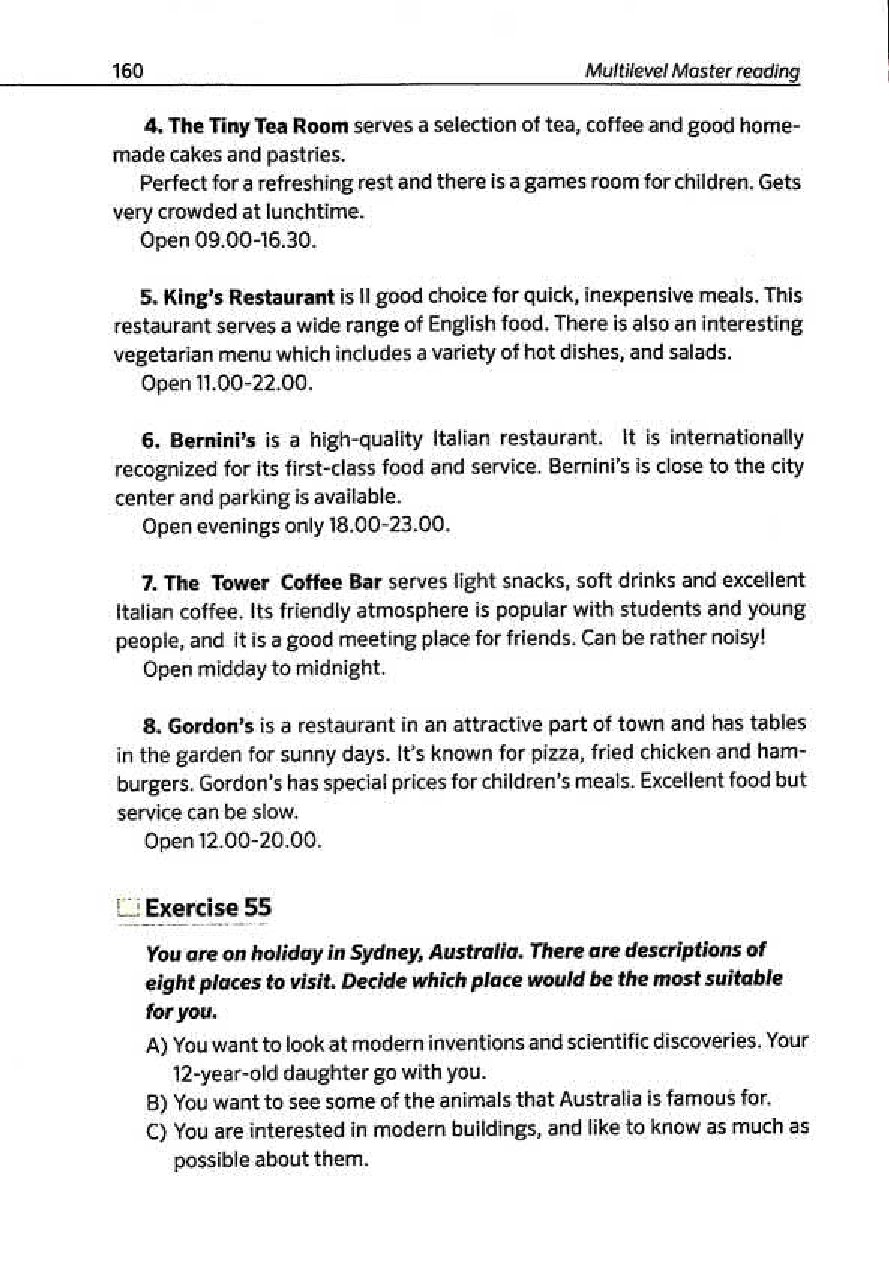 160
Multilevel Master reading
4. The Tiny Tea Room serves a selection of tea, coffee and good home-
made cakes and pastries.
Perfect for a refreshing rest and there is a games room for children. Gets
very crowded at lunchtime.
Open 09.00-16.30.
5. King's Restaurant is II good choice for quick, inexpensive meals. This
restaurant serves a wide range of English food. There is also an interesting
vegetarian menu which includes a variety of hot dishes, and salads.
Open 11.00-22.00.
6. Bernini's is a high-quality Italian restaurant. It is internationally
recognized for its first-class food and service. Bernini's is close to the city
center and parking is available.
Open evenings only 18.00-23.00.
7. The Tower Coffee Bar serves light snacks, soft drinks and excellent
Italian coffee. Its friendly atmosphere is popular with students and young
people, and it is a good meeting place for friends. Can be rather noisy!
Open midday to midnight.
8. Gordon's is a restaurant in an attractive part of town and has tables
in the garden for sunny days. It's known for pizza, fried chicken and ham-
burgers. Gordon's has special prices for children's meals. Excellent food but
service can be slow.
Open 12.00-20.00.
Exercise 55
You are on holiday in Sydney, Australia. There are descriptions of
eight places to visit. Decide which place would be the most suitable
for you.
A) You want to look at modern inventions and scientific discoveries. Your
12-year-old daughter go with you.
B) You want to see some of the animals that Australia is famous for.
C) You are interested in modern buildings, and like to know as much as
possible about them.